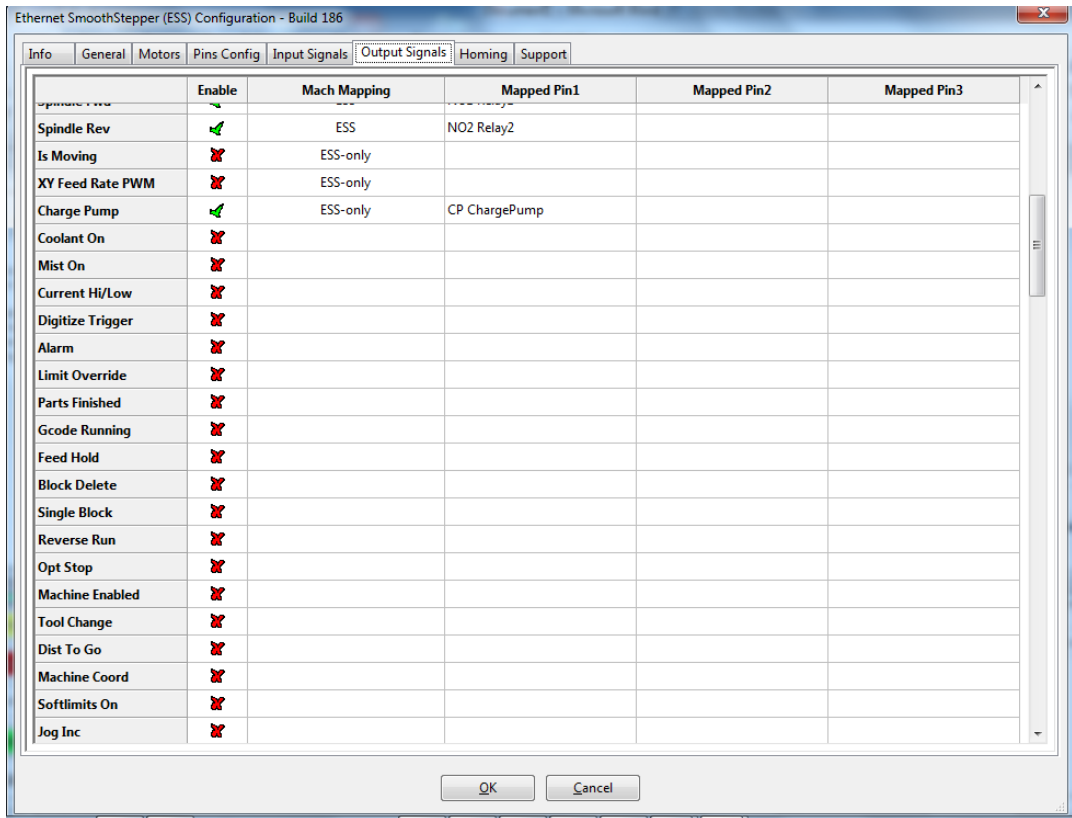 Ethernet SmoothStepper (ESS) Configuration - Build 186
Info General Motors Pins Config Input Signals Output Signals Homing Support
Enable Mach Mapping Mapped Pin1 Mapped Pin2 Mapped Pin3
Spindle Rev ESS NO2 Relay2
Is Moving ESS-only
XY Feed Rate PWM ESS-only
Charge Pump ESS-only CP ChargePump
Coolant On
Mist On
Current Hi/Low
Digitize Trigger
Alarm
Limit Override
Parts Finished
Gcode Running
Feed Hold
Block Delete
Single Block
Reverse Run
Opt Stop
Machine Enabled
Tool Change
Dist To Go
Machine Coord
Softlimits On
Jog Inc
OK Cancel